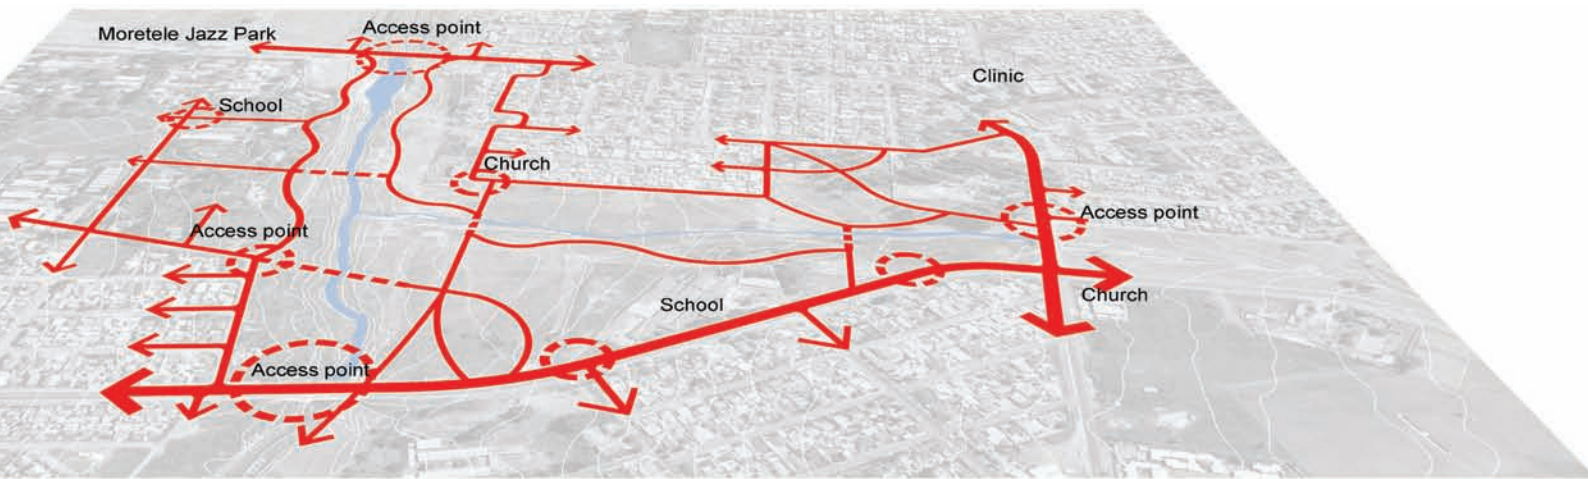 Access point
Moretele Jazz Park
Clinic
School
Church
Access point
Access point
Church
School
Access point